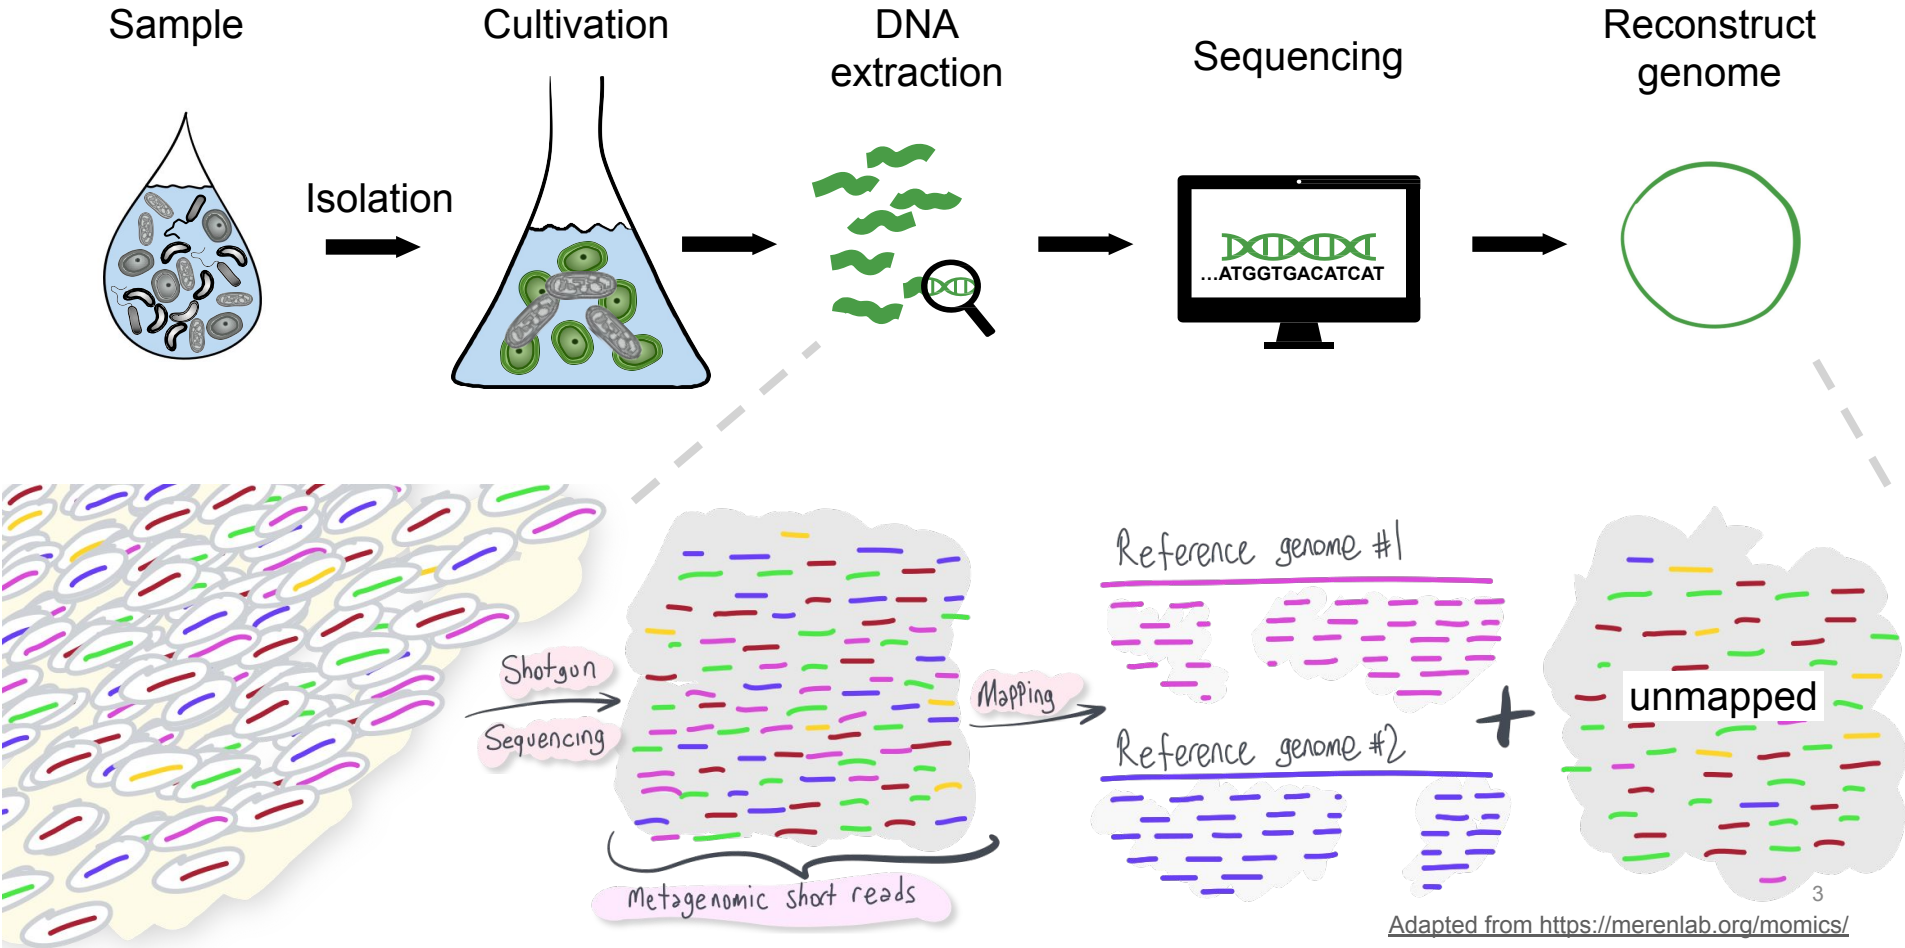 Sample
Cultivation
DNA
extraction
Sequencing
Reconstruct
genome
Isolation
...ATGGTGACATCAT
Shotgun
Sequencing
Metagenomic short reads
Mapping
Reference genome #1
Reference genome #2
unmapped
3
Adapted from https://merenlab.org/momics/